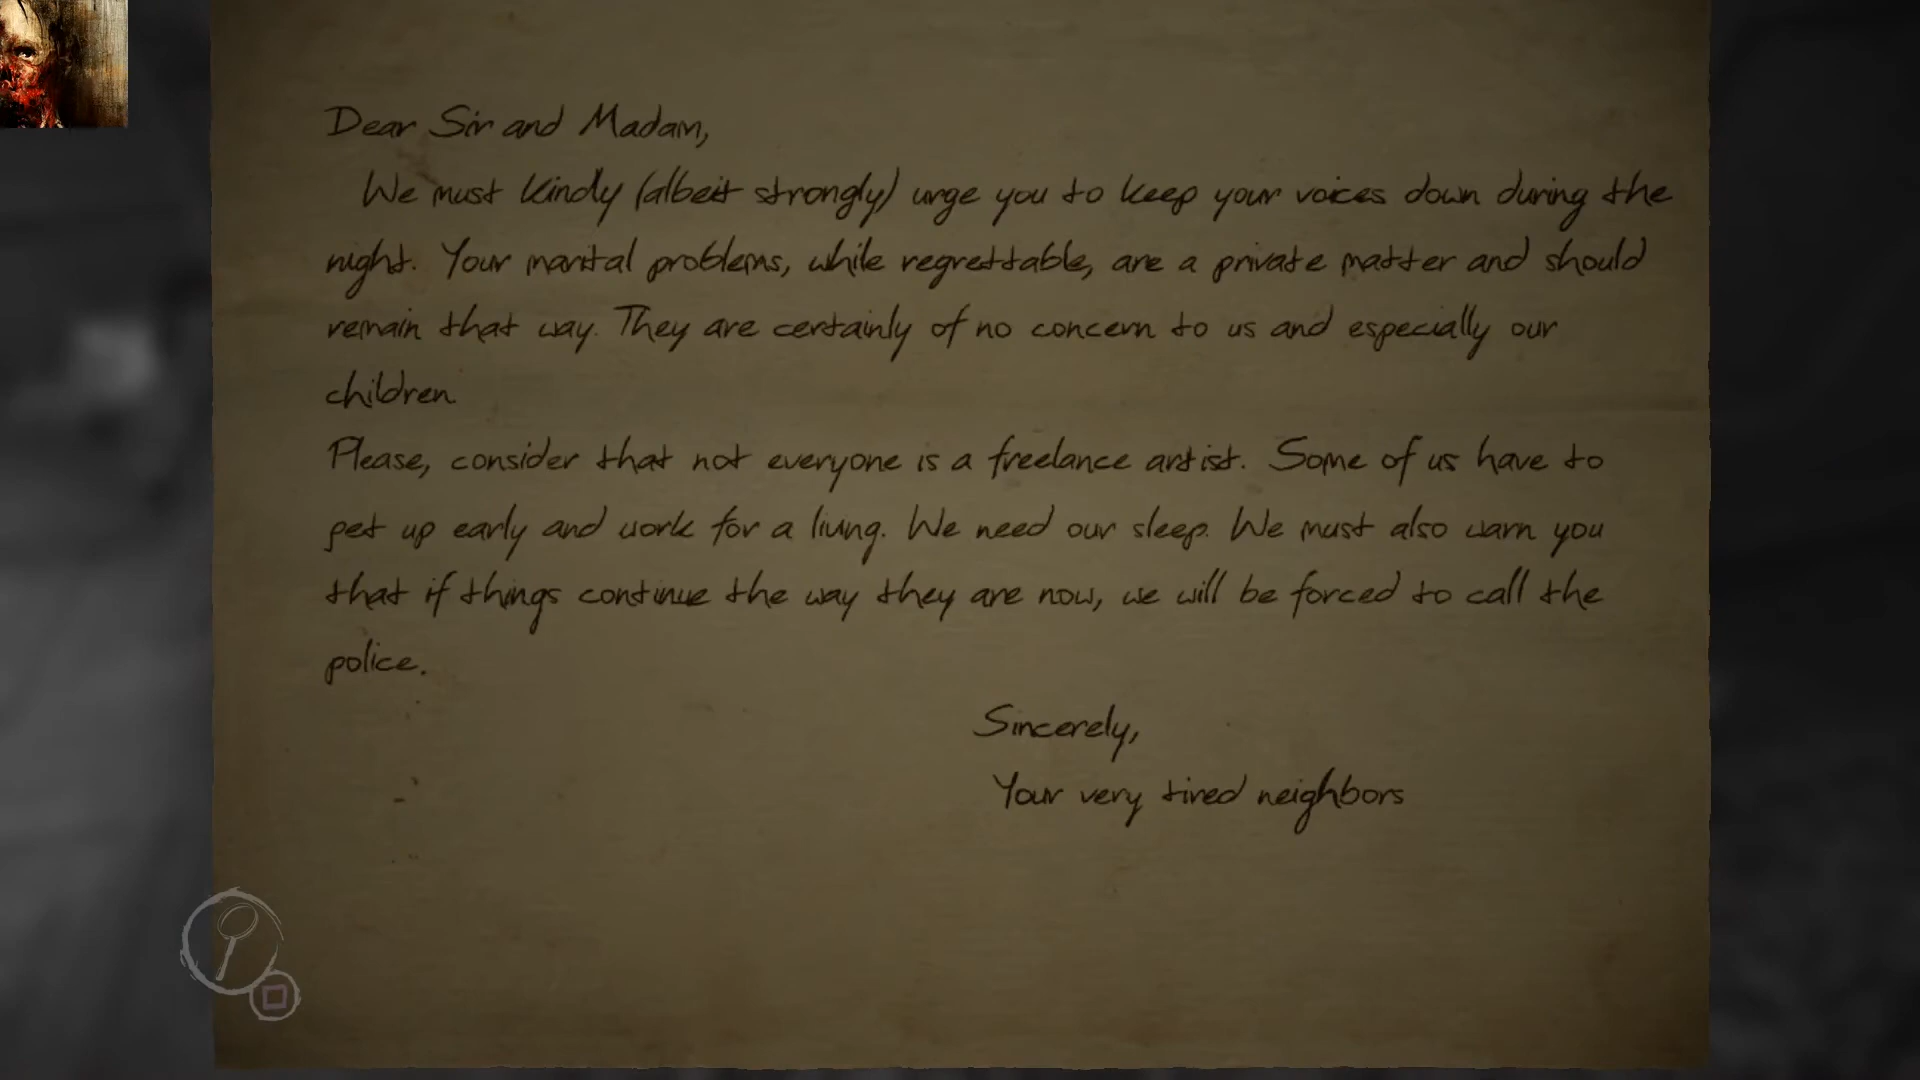 Dear Sir and Madam,
We must kindly (albeit strongly) urge you to keep your voices down during the
night. Your marital problems, while regrettable, are a private matter and should
remain that way. They are certainly of no concern to us and especially our
children.
Please, consider that not everyone is a freelance artist. Some of us have to
get up early and work for a living. We need our sleep. We must also warn you
that if things continue the way they are now, we will be forced to call the
police.
Sincerely,
Your very tired neighbors